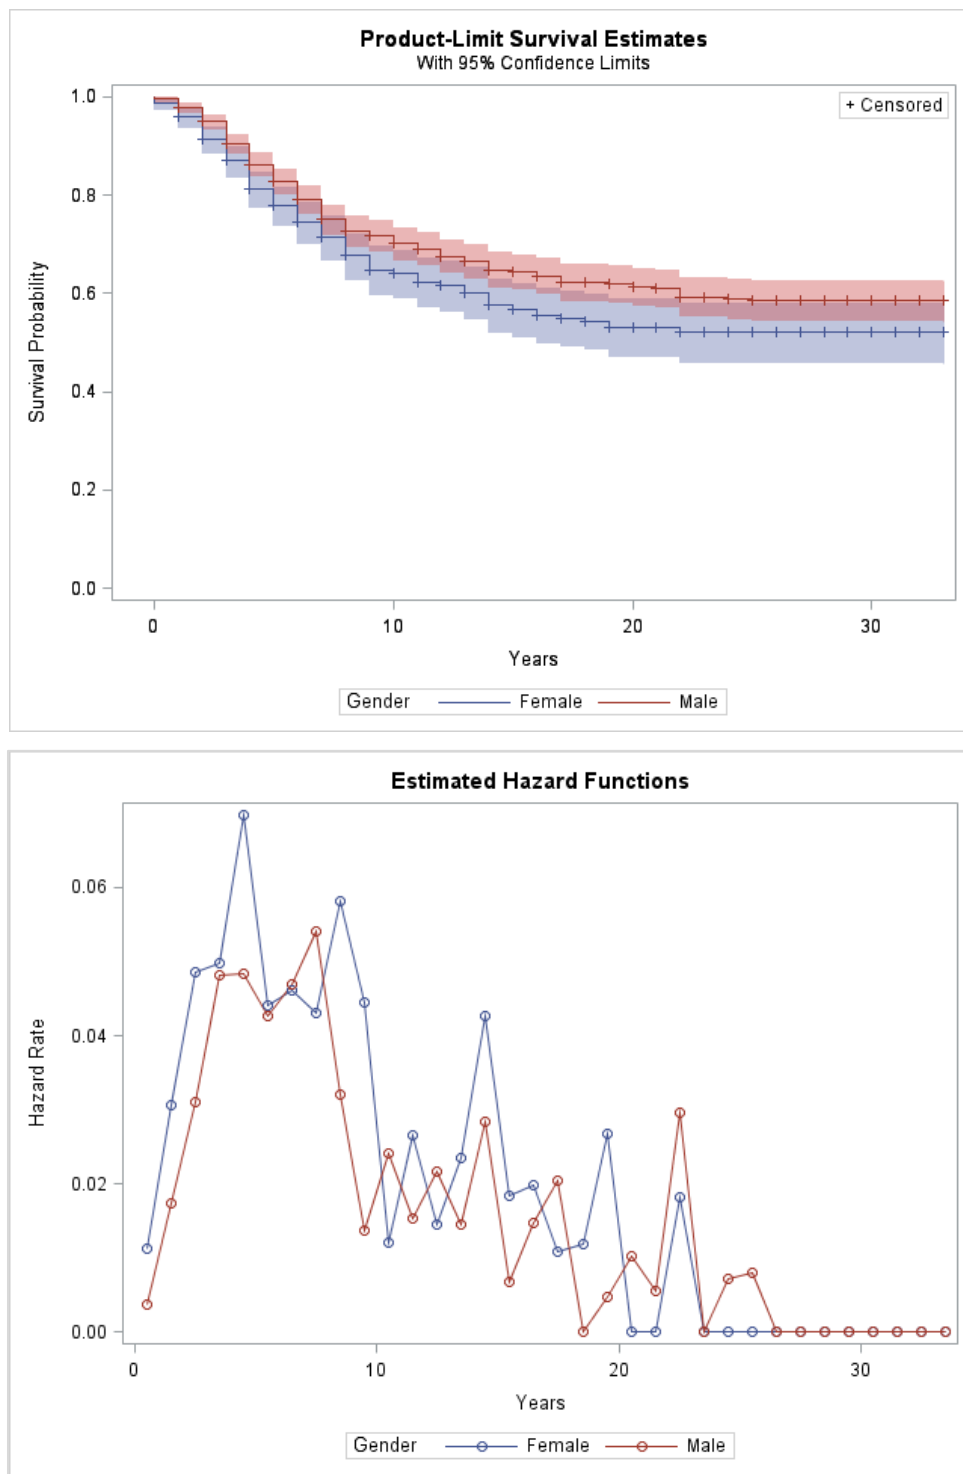 Product-Limit Survival Estimates
With 95% Confidence Limits
+ Censored
Survival Probability
1.0
0.8
0.6
0.4
0.2
0.0
0 10 20 30
Years
Gender Female Male
Estimated Hazard Functions
Hazard Rate
0.06
0.04
0.02
0.00
0 10 20 30
Years
Gender Female Male